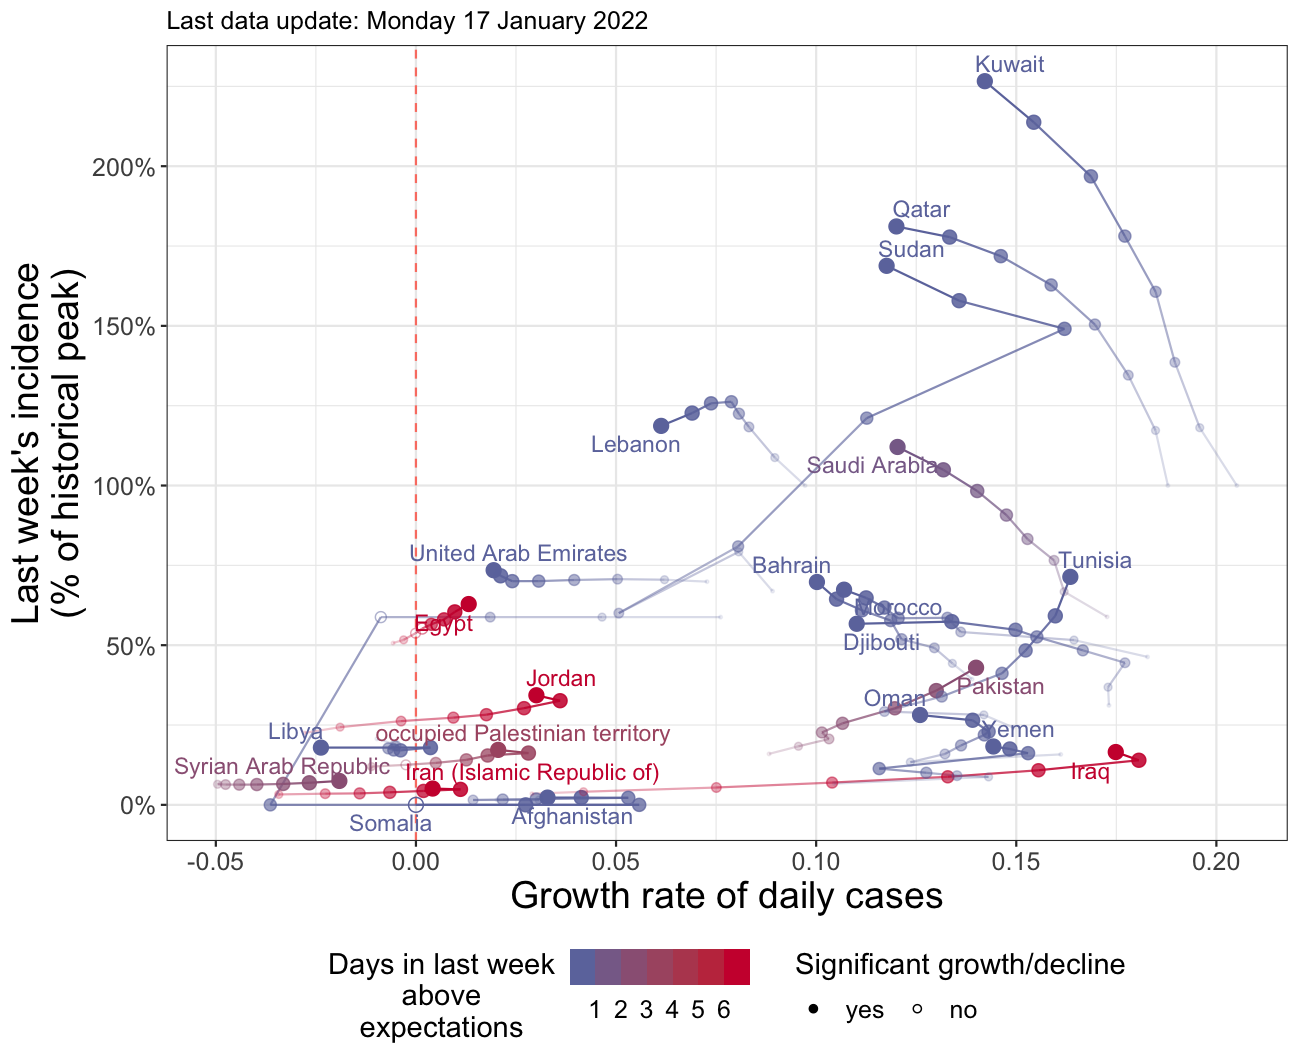 Last data update: Monday 17 January 2022
Last week's incidence
(% of historical peak)
200%
150%
100%
50%
0%
Kuwait
Qatar
Sudan
Lebanon
Saudi Arabia
United Arab Emirates
Bahrain
Tunisia
Morocco
Egypt
Djibouti
Jordan
Pakistan
Oman
Libya
occupied Palestinian territory
Yemen
Syrian Arab Republic
Iran (Islamic Republic of)
Iraq
Somalia
Afghanistan
-0.05
0.00
0.05
0.10
0.15
0.20
Growth rate of daily cases
Days in last week
above
expectations
1 2 3 4 5 6
Significant growth/decline
yes
no